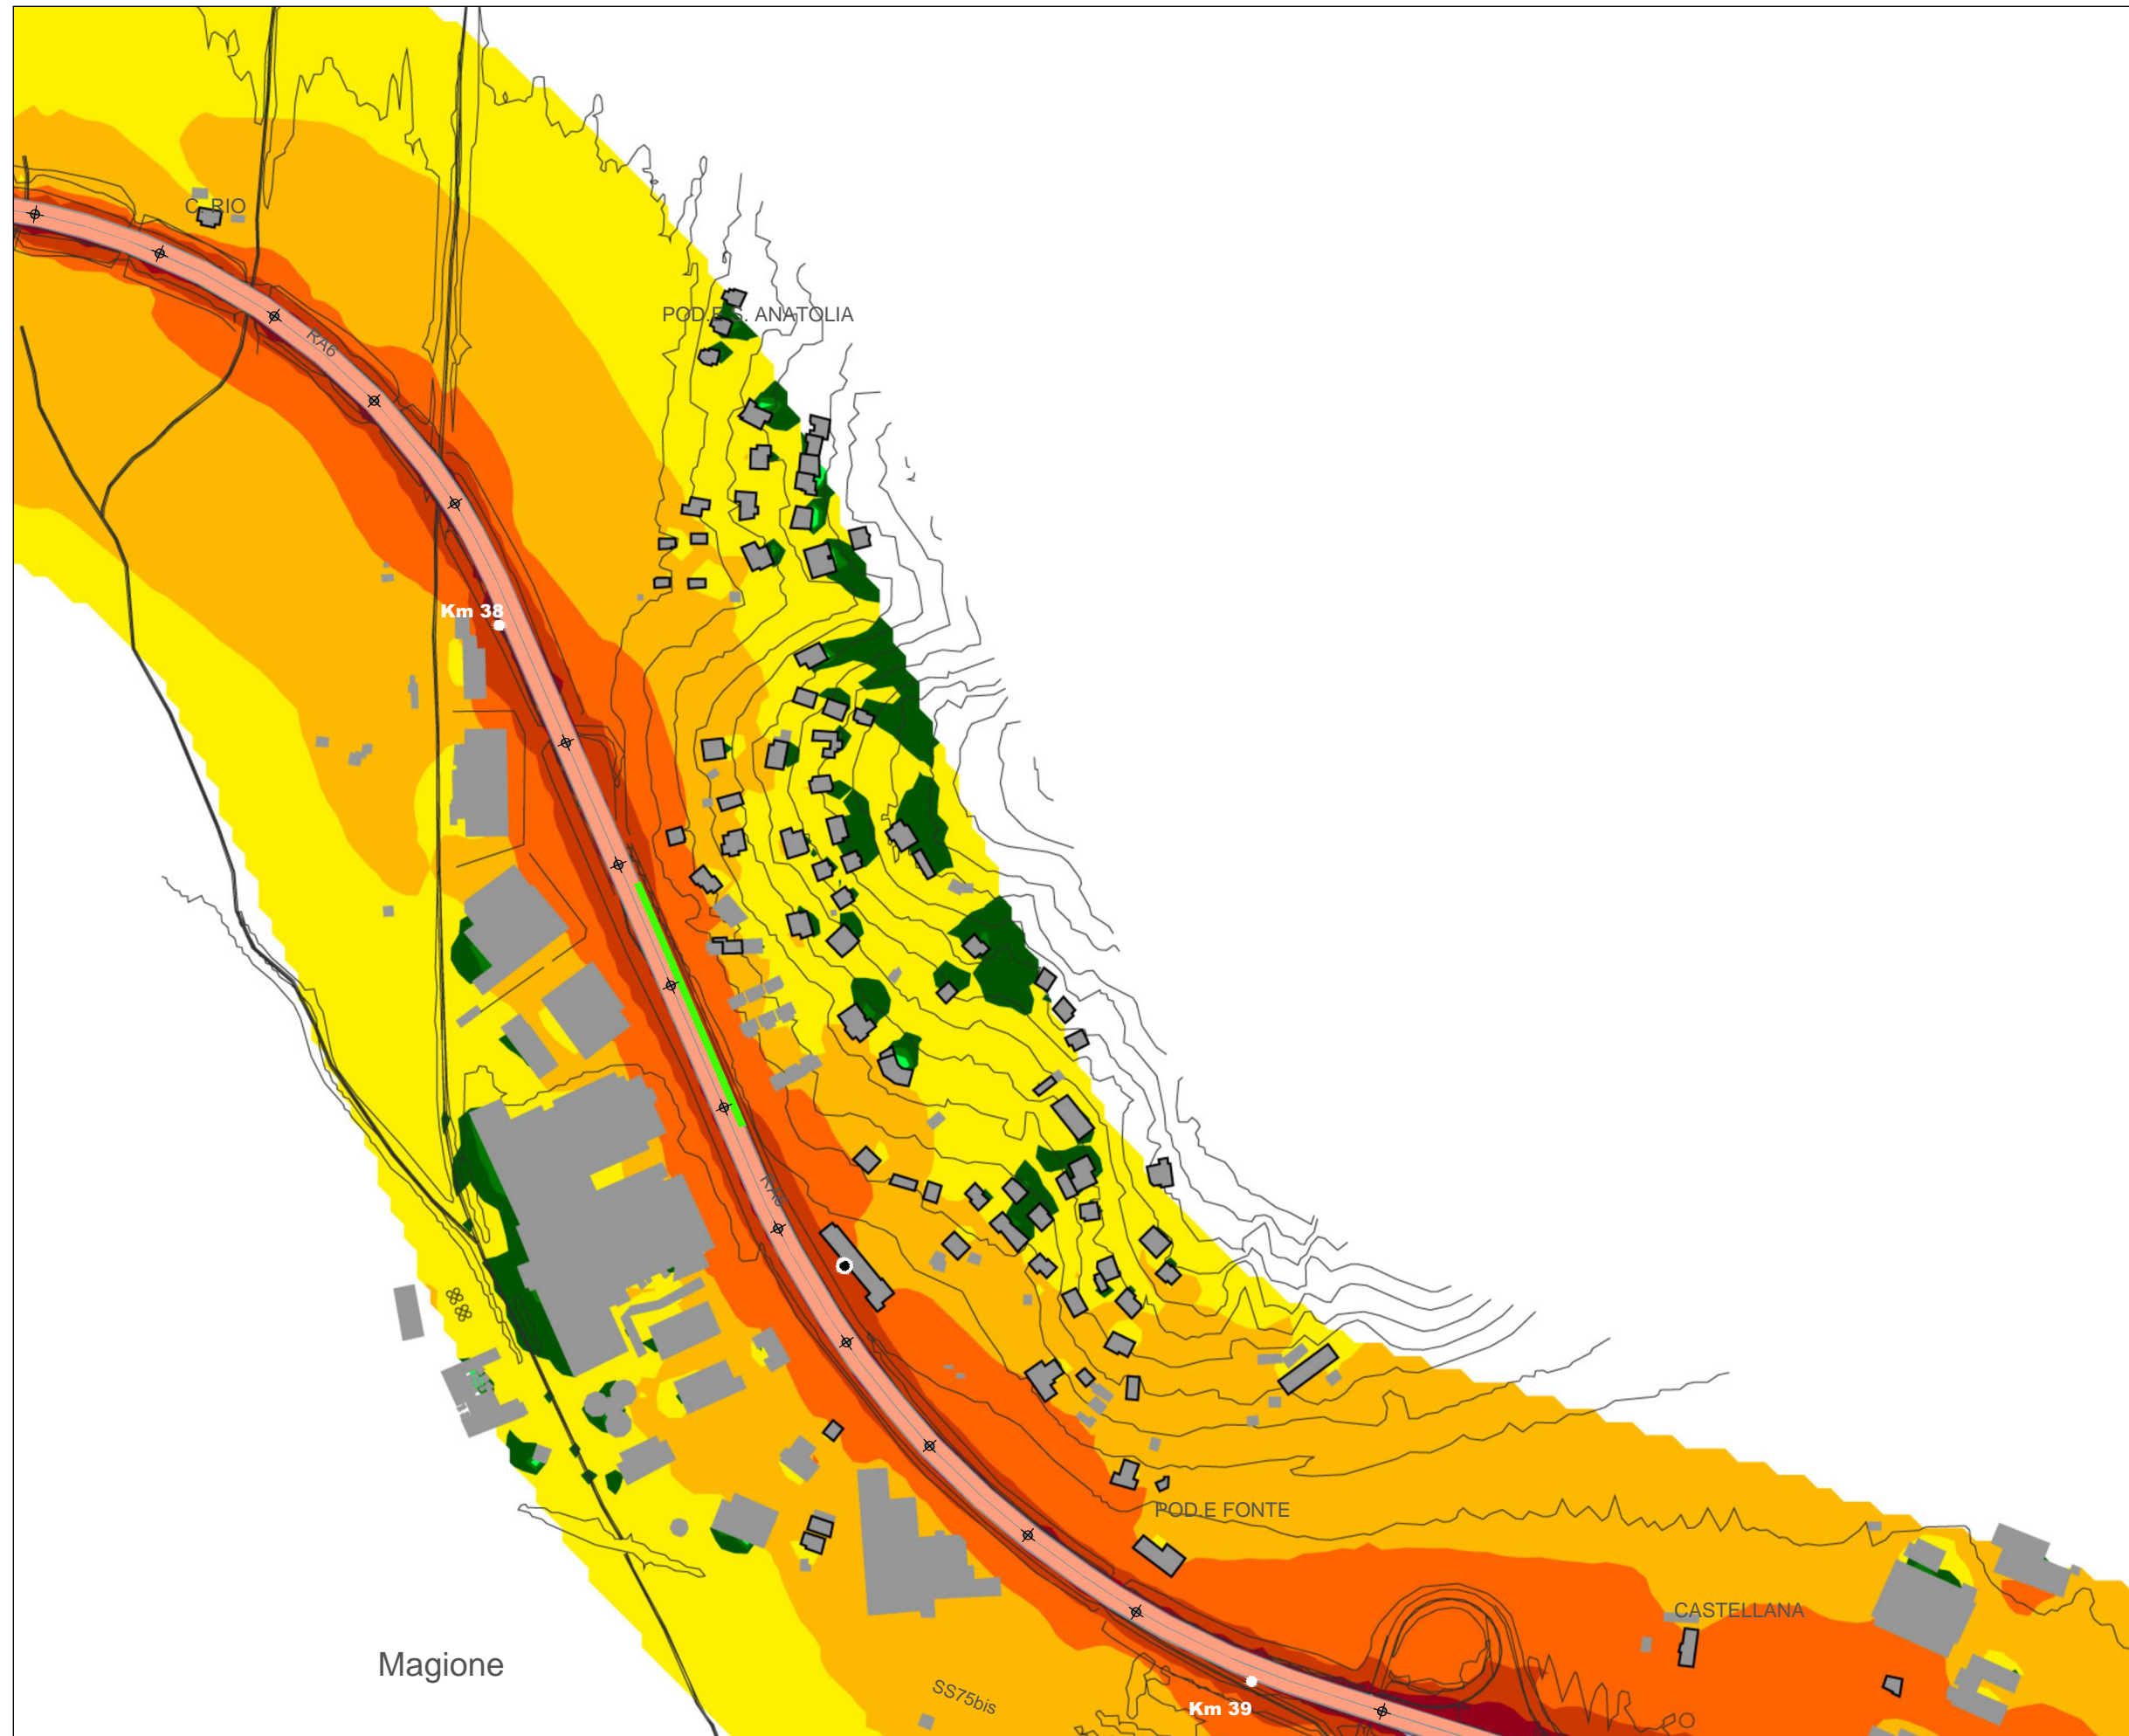 C. RIO
POD.E S. ANATOLIA
RA6
Km 38
RA6
POD.E FONTE
CASTELLANA
Magione
SS75bis
Km 39